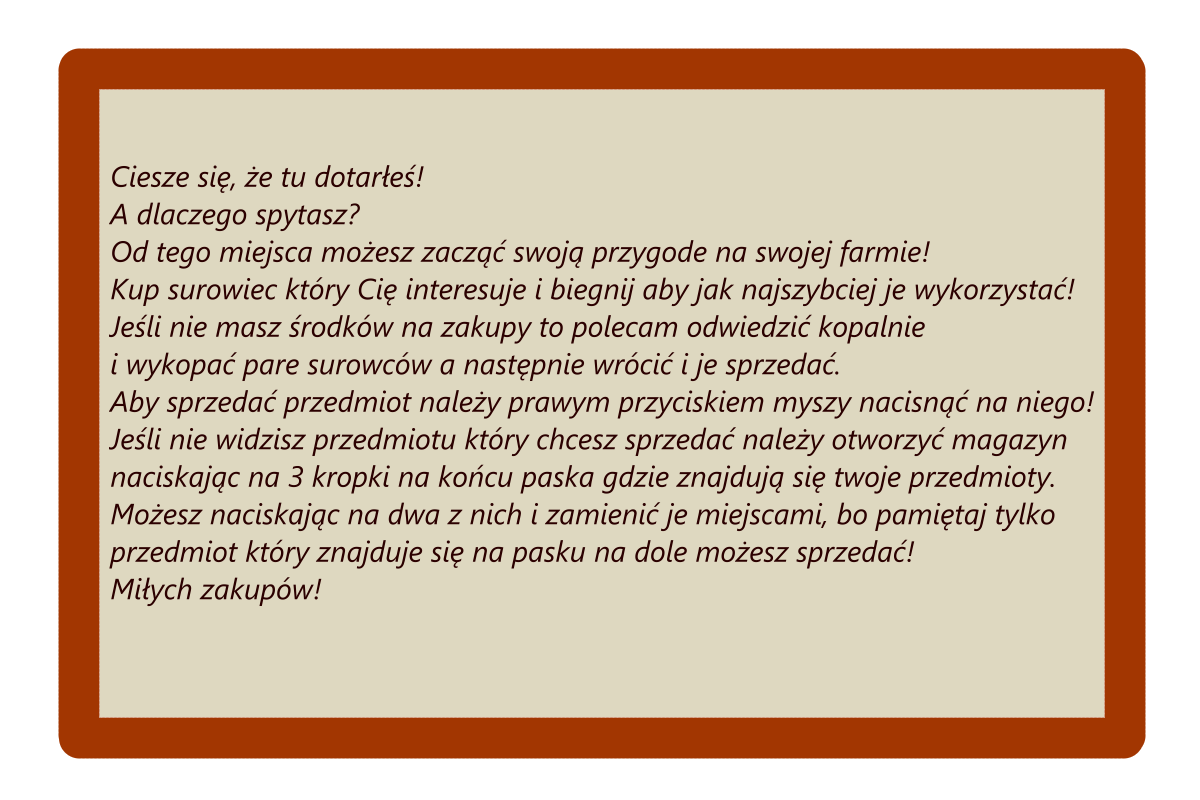 Ciesze się, że tu dotarłeś!
A dlaczego spytasz?
Od tego miejsca możesz zacząć swoją przygode na swojej farmie!
Kup surowiec który Cię interesuje i biegnij aby jak najszybciej je wykorzystać!
Jeśli nie masz środków na zakupy to polecam odwiedzić kopalnie
i wykopać pare surowców a następnie wrócić i je sprzedać.
Aby sprzedać przedmiot należy prawym przyciskiem myszy nacisnąć na niego!
Jeśli nie widzisz przedmiotu który chcesz sprzedać należy otworzyć magazyn
naciskając na 3 kropki na końcu paska gdzie znajdują się twoje przedmioty.
Możesz naciskając na dwa z nich i zamienić je miejscami, bo pamiętaj tylko
przedmiot który znajduje się na pasku na dole możesz sprzedać!
Miłych zakupów!